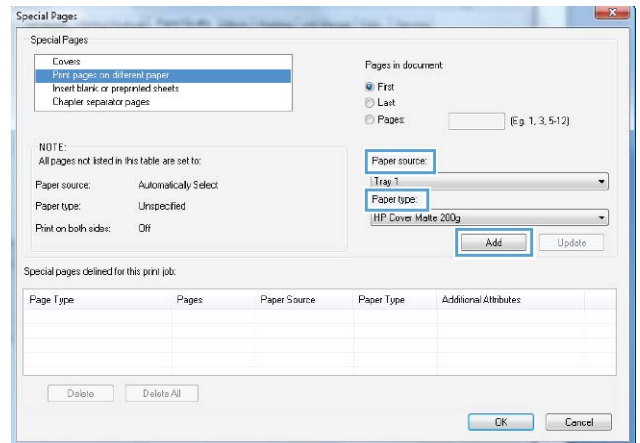 Special Pages
Special Pages
Covers
Print pages on different paper
Insert blank or preprinted sheets
Chapter separator pages
Pages in document
First
Last
Pages:
(Eg. 1, 3, 5-12)
NOTE:
All pages not listed in this table are set to:
Paper source: Automatically Select
Paper type: Unspecified
Print on both sides: Off
Paper source:
Tray 1
Paper type:
HP Cover Matte 200g
Add Update
Special pages defined for this print job:
Page Type Pages Paper Source Paper Type Additional Attributes
Delete Delete All
OK Cancel